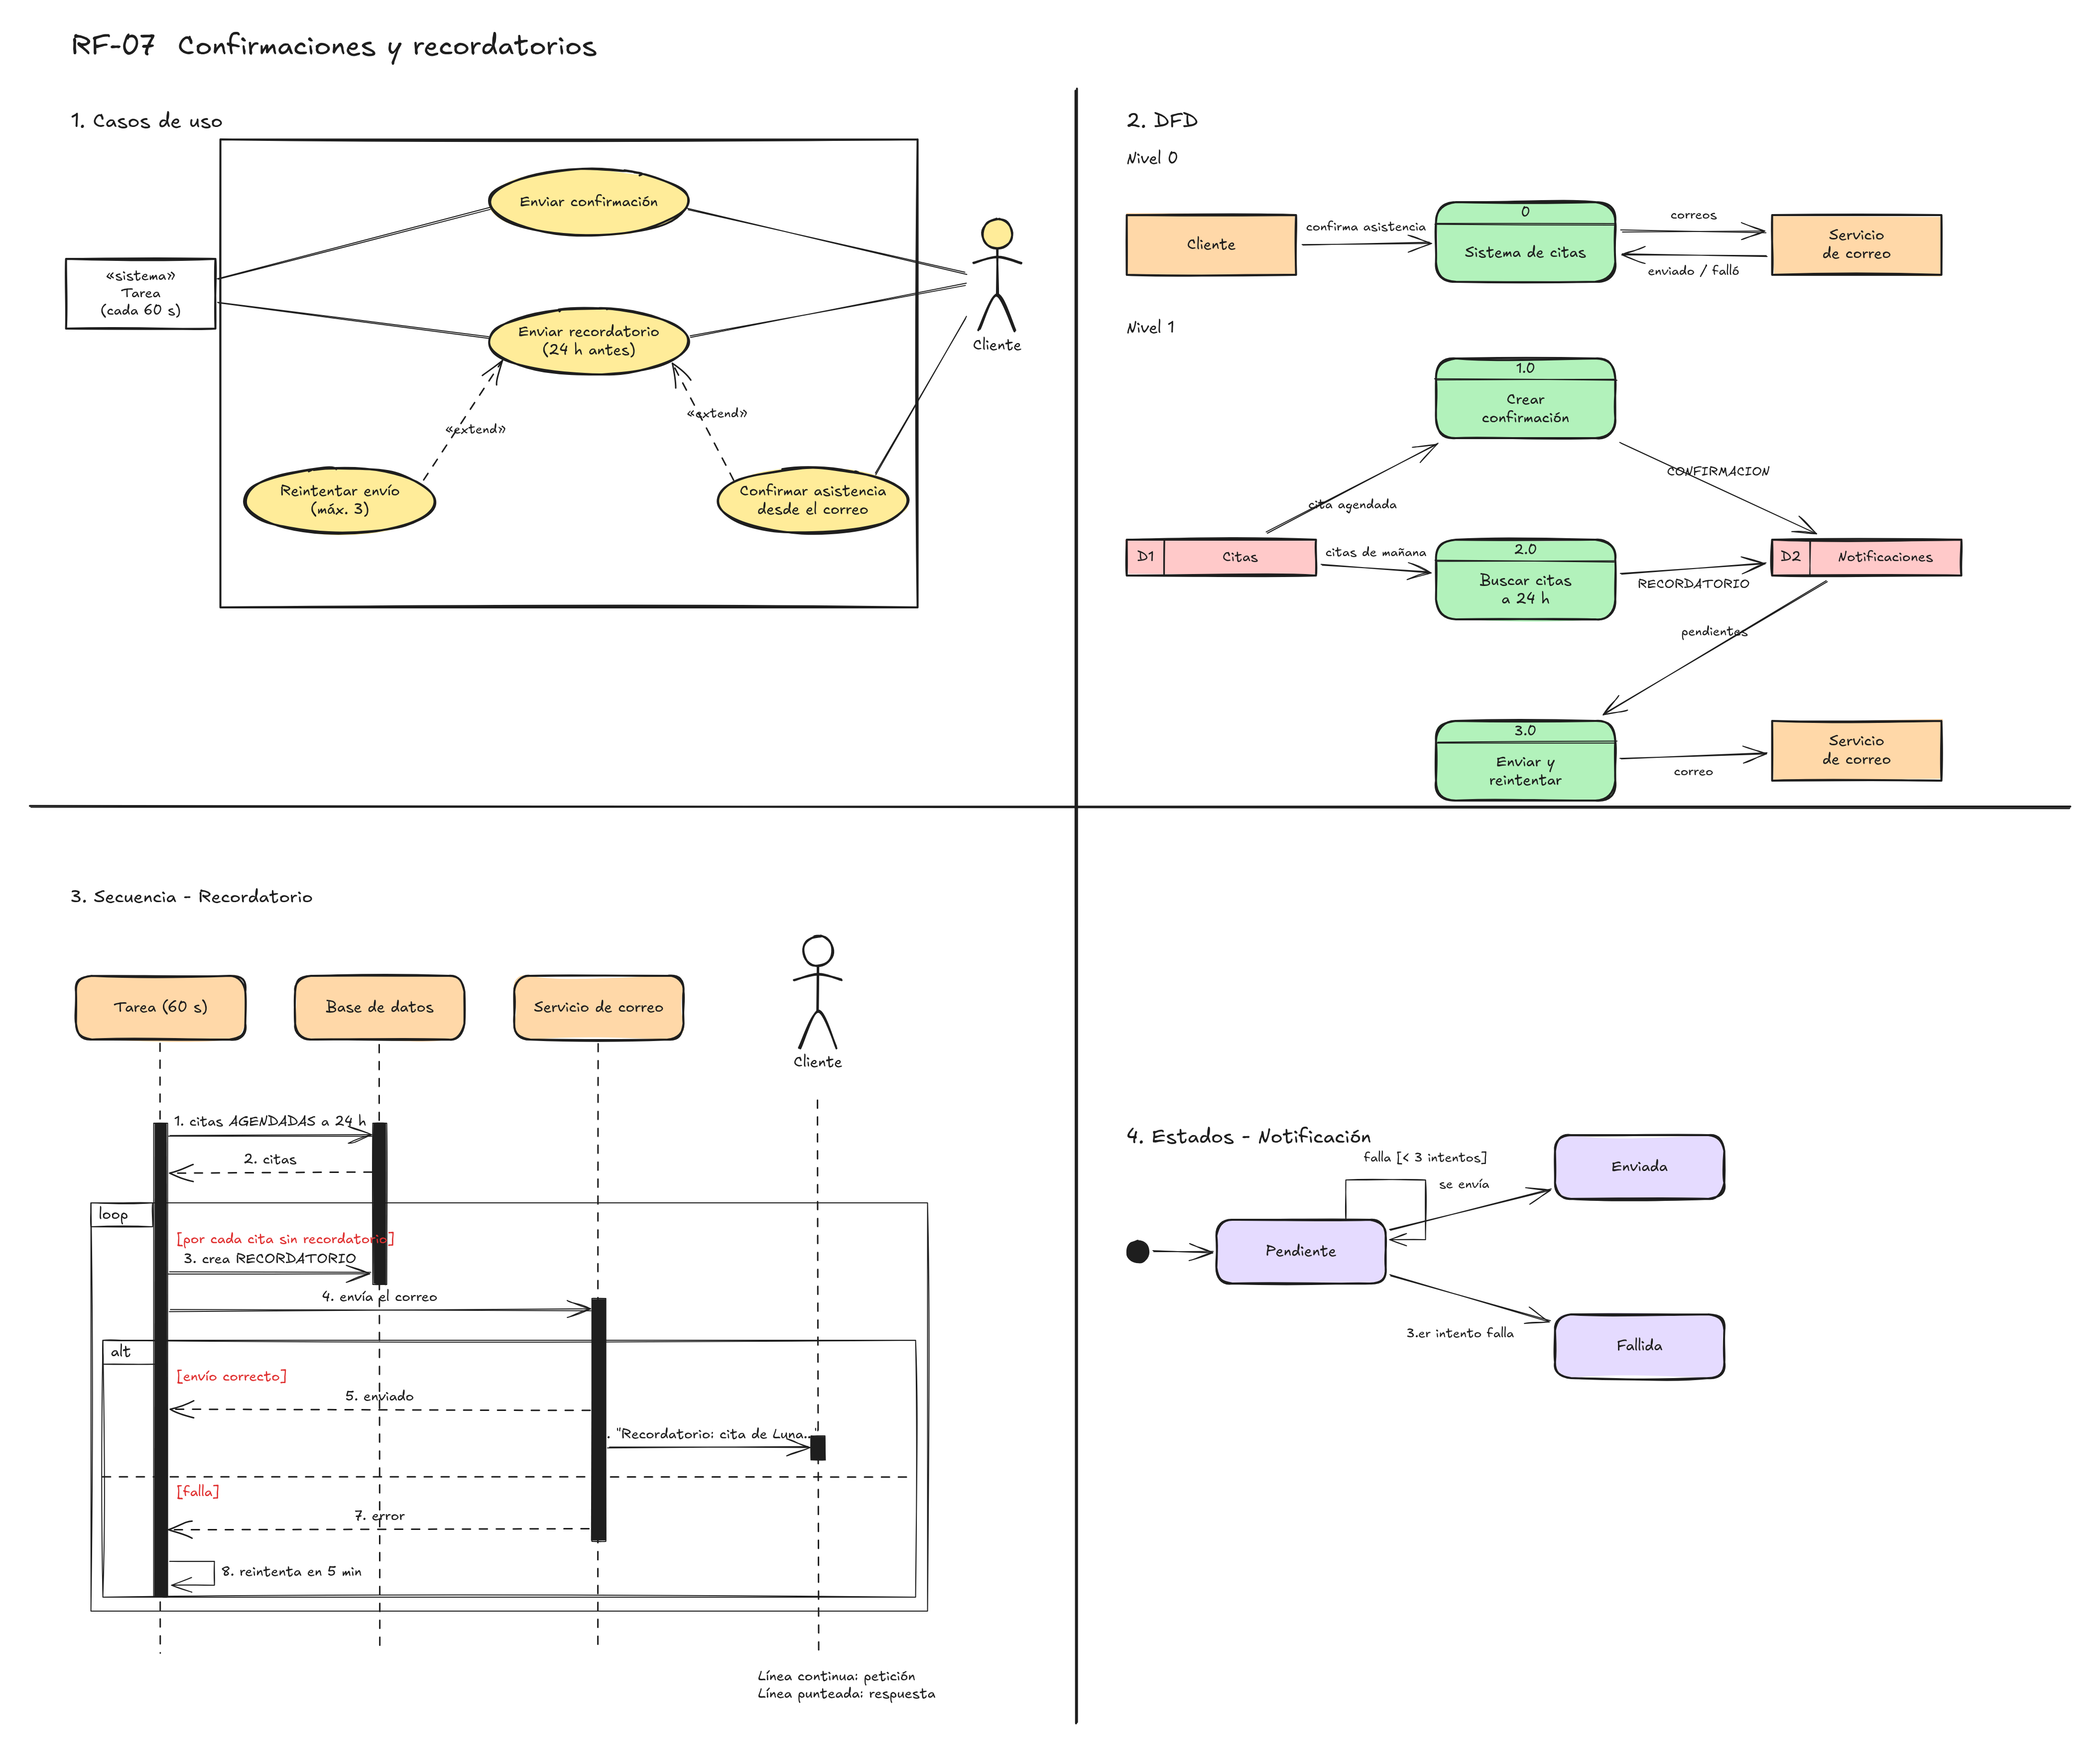 RF-07 Confirmaciones y recordatorios
1. Casos de uso
Enviar confirmación
«sistema»
Tarea
(cada 60 s)
Enviar recordatorio
(24 h antes)
Cliente
«extend»
«extend»
Reintentar envío
(máx. 3)
Confirmar asistencia
desde el correo
2. DFD
Nivel 0
Cliente
confirma asistencia
0
Sistema de citas
correos
enviado / falló
Servicio
de correo
Nivel 1
1.0
Crear
confirmación
cita agendada
CONFIRMACION
D1
Citas
citas de mañana
2.0
Buscar citas
a 24 h
RECORDATORIO
D2
Notificaciones
pendientes
3.0
Enviar y
reintentar
correo
Servicio
de correo
3. Secuencia - Recordatorio
Tarea (60 s)
Base de datos
Servicio de correo
Cliente
1. citas AGENDADAS a 24 h
2. citas
loop
[por cada cita sin recordatorio]
3. crea RECORDATORIO
4. envía el correo
alt
[envío correcto]
5. enviado
. "Recordatorio: cita de Luna..."
[falla]
7. error
8. reintenta en 5 min
Línea continua: petición
Línea punteada: respuesta
4. Estados - Notificación
falla [< 3 intentos]
se envía
Enviada
Pendiente
3.er intento falla
Fallida